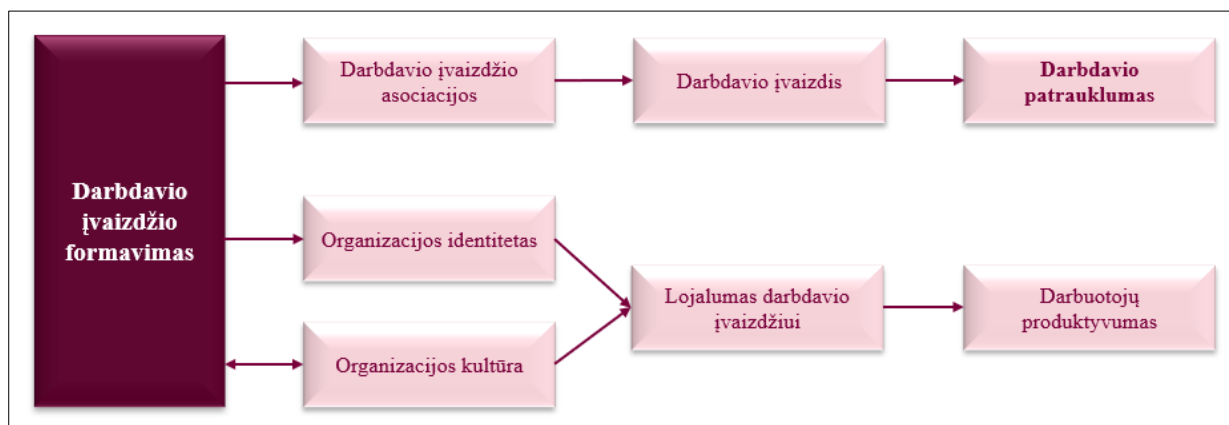 Darbdavio
įvaizdžio
formavimas
Darbdavio įvaizdžio
asociacijos
Darbdavio įvaizdis
Darbdavio
patrauklumas
Organizacijos identitetas
Organizacijos kultūra
Lojalumas darbdavio
įvaizdžiui
Darbuotojų
produktyvumas